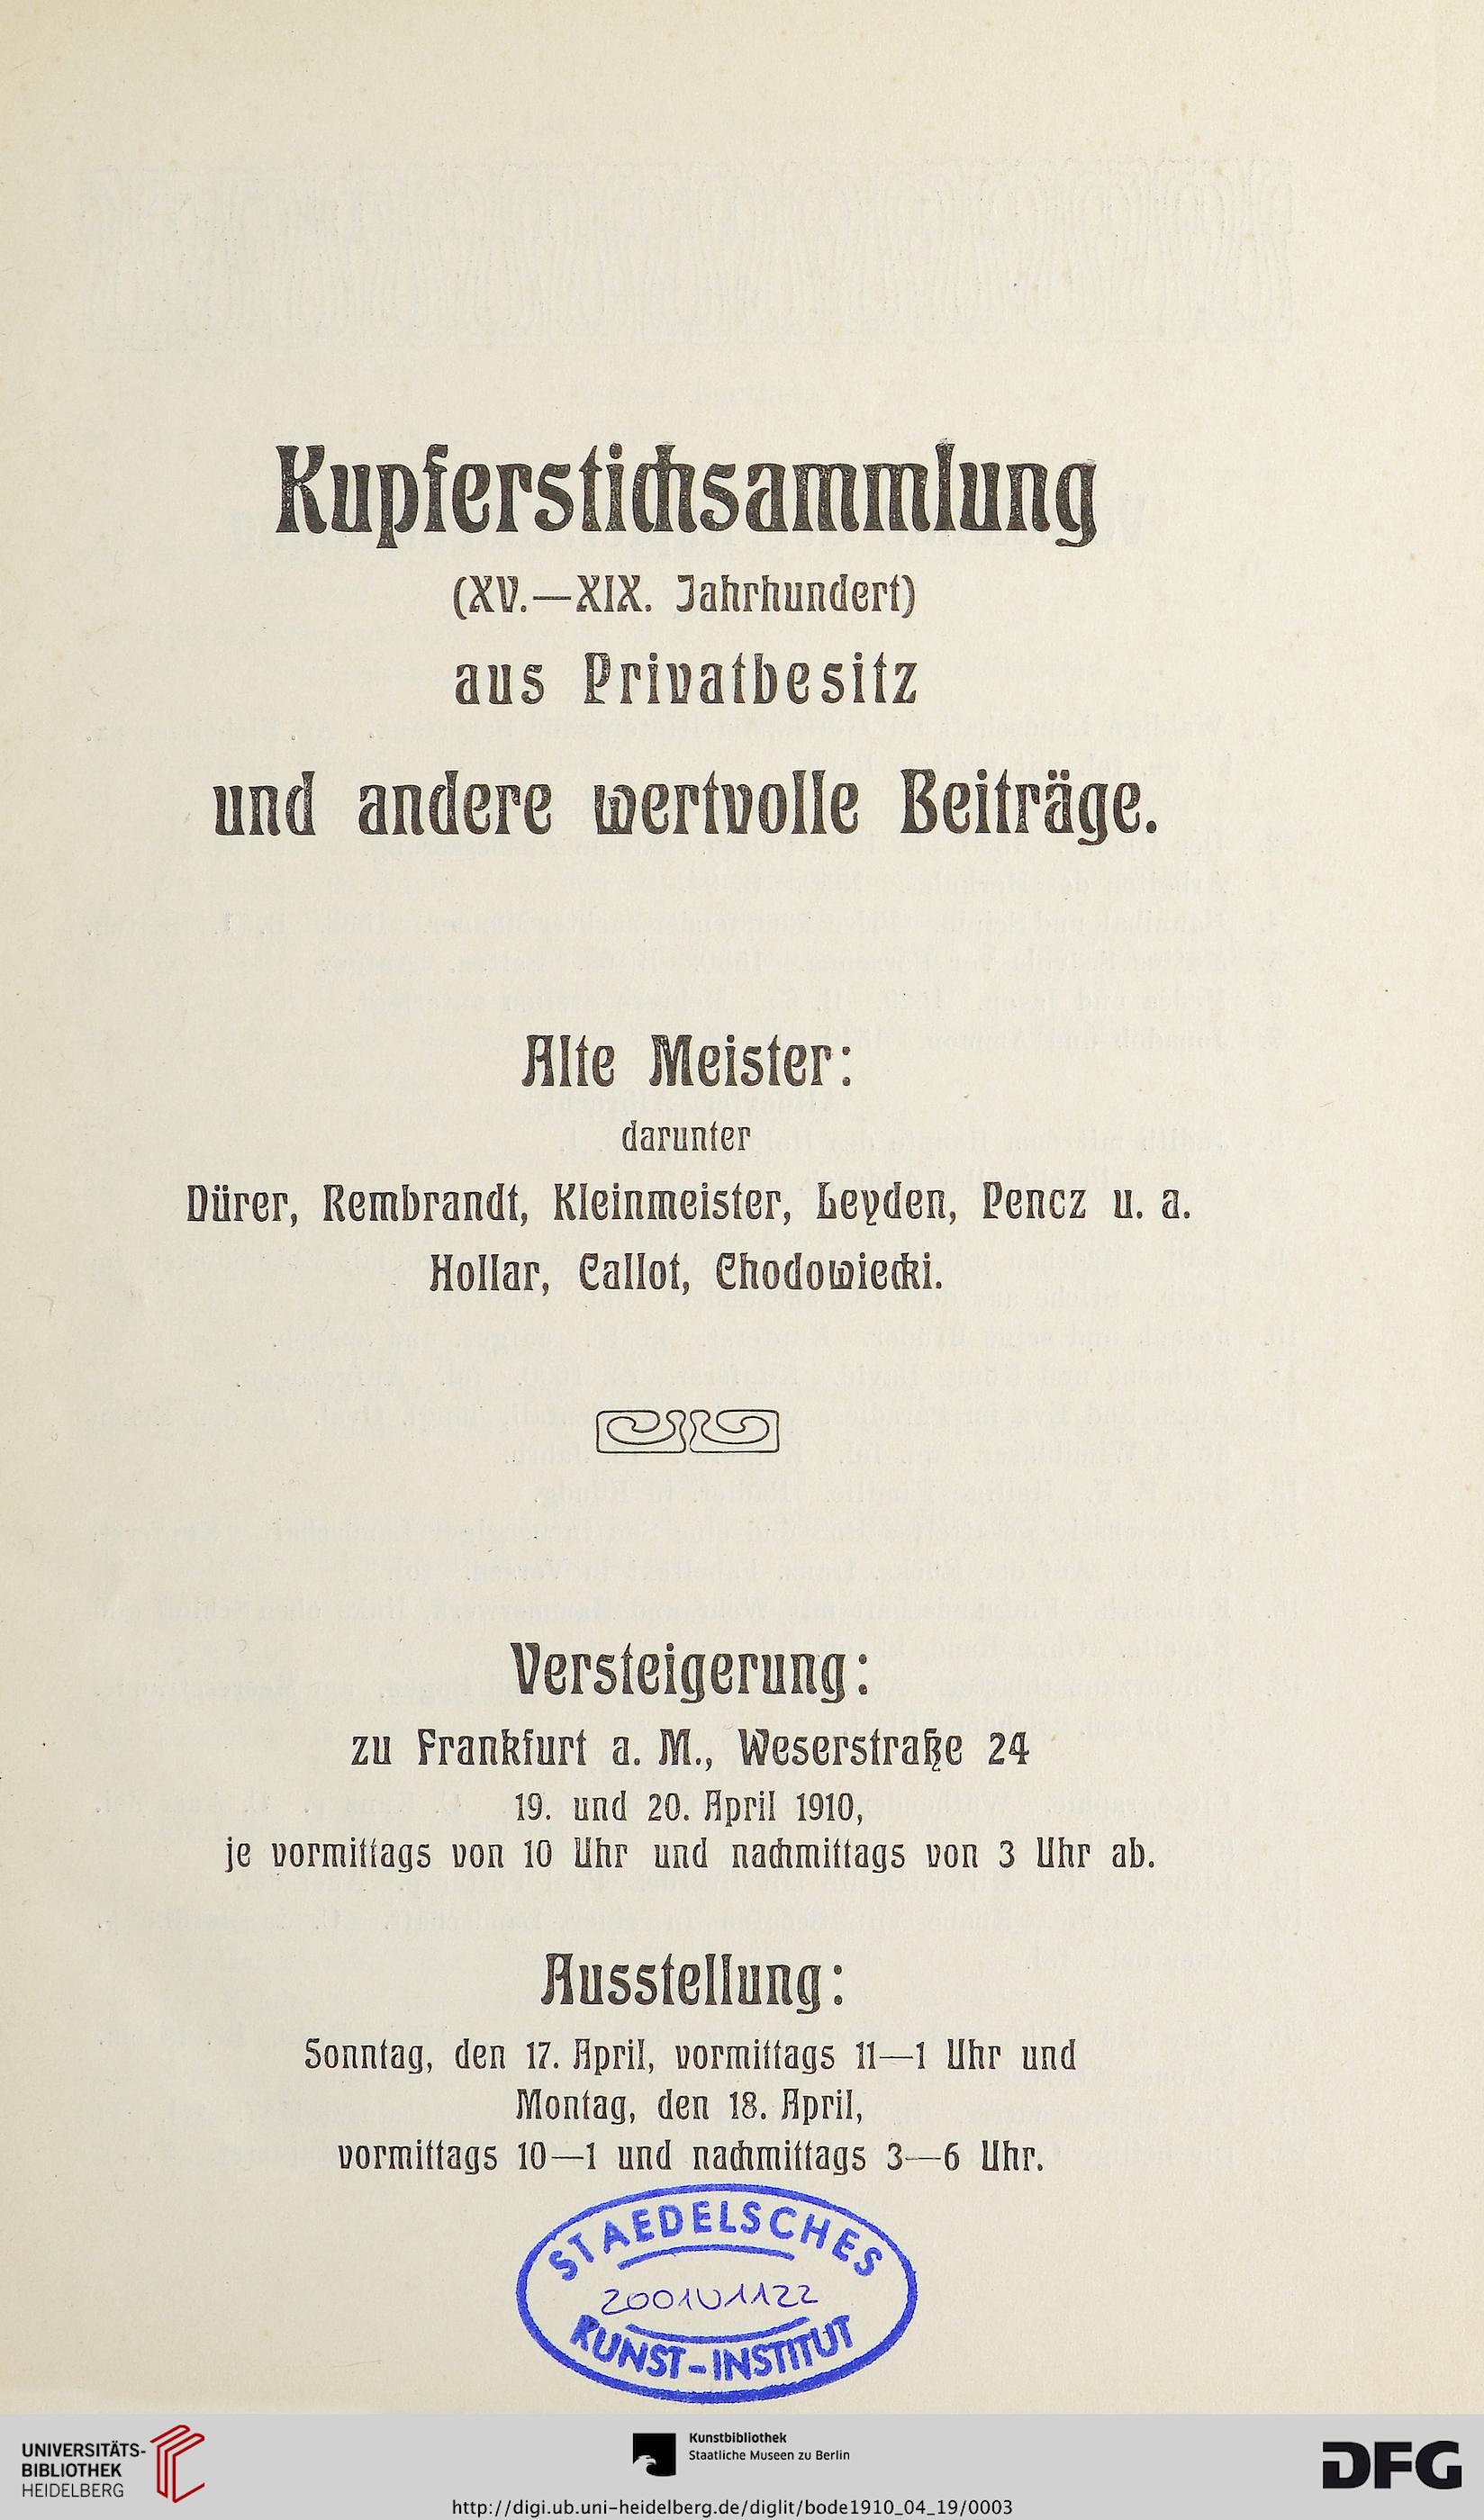 Kupferstichsammlung
(XV.—XIX. Jahrhundert)
aus Privatbesitz
und andere wertvolle Beiträge.
Alte Meister:
darunter
Dürer, Rembrandt, Kleinmeister, Leyden, Pencz u. a.
Hollar, Callot, Chodowiecki.
Versteigerung:
zu Frankfurt a. M., Weserstraße 24
19. und 20. April 1910,
je vormittags von 10 Uhr und nachmittags von 3 Uhr ab.
Ausstellung:
Sonntag, den 17. April, vormittags 11—1 Uhr und
Montag, den 18. April,
vormittags 10—1 und nachmittags 3—6 Uhr.
STAEDELSCHES
2001U1122
KUNST-INSTITUT
UNIVERSITÄTS-
BIBLIOTHEK
HEIDELBERG
Kunstbibliothek
Staatliche Museen zu Berlin
DFG
http://digi.ub.uni-heidelberg.de/diglit/bode1910_04_19/0003